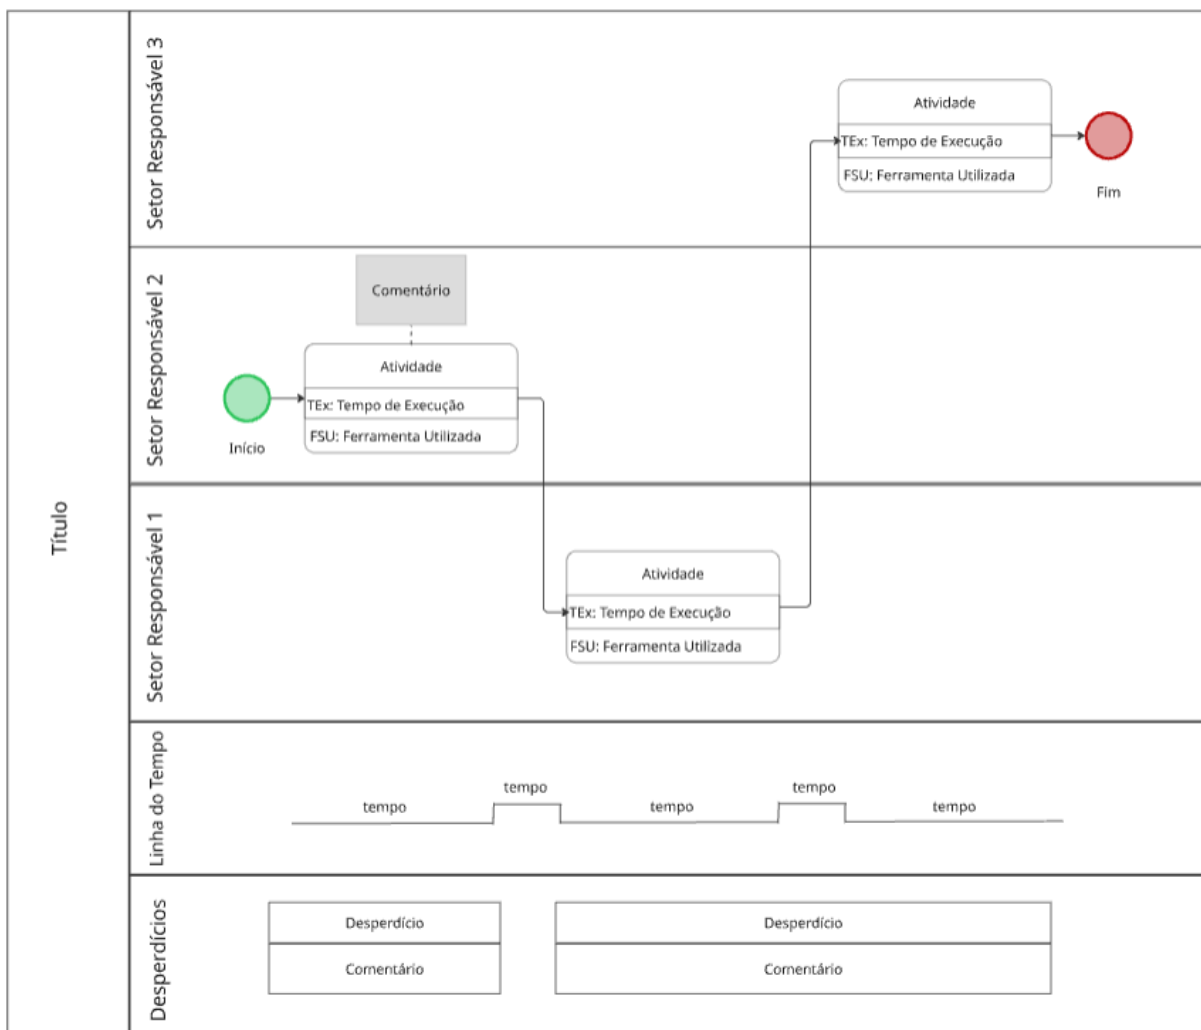 Título
Setor Responsável 3
Atividade
TEx: Tempo de Execução
FSU: Ferramenta Utilizada
Fim
Setor Responsável 2
Comentário
Atividade
TEx: Tempo de Execução
FSU: Ferramenta Utilizada
Início
Setor Responsável 1
Atividade
TEx: Tempo de Execução
FSU: Ferramenta Utilizada
Linha do Tempo
tempo
tempo
tempo
tempo
tempo
Desperdícios
Desperdício
Comentário
Desperdício
Comentário